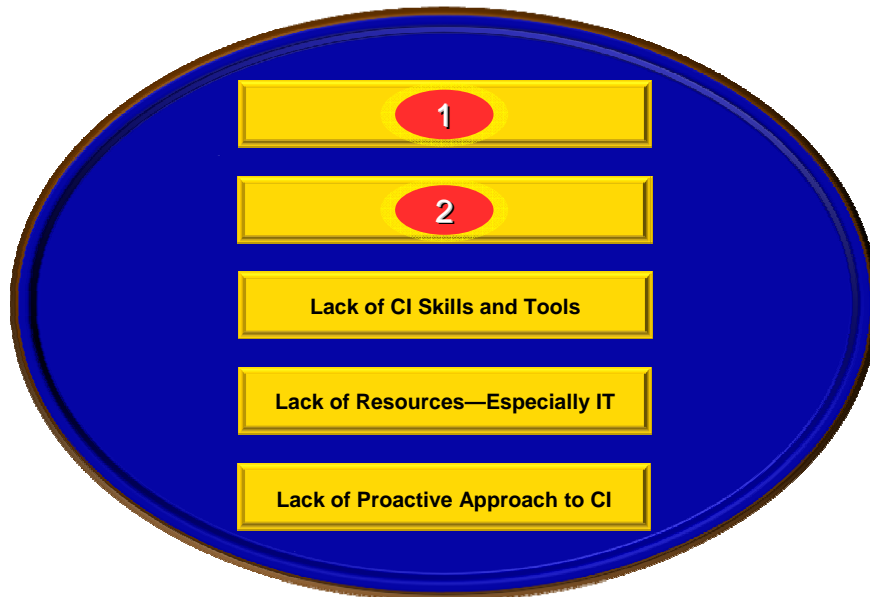 1
2
Lack of CI Skills and Tools
Lack of Resources—Especially IT
Lack of Proactive Approach to CI